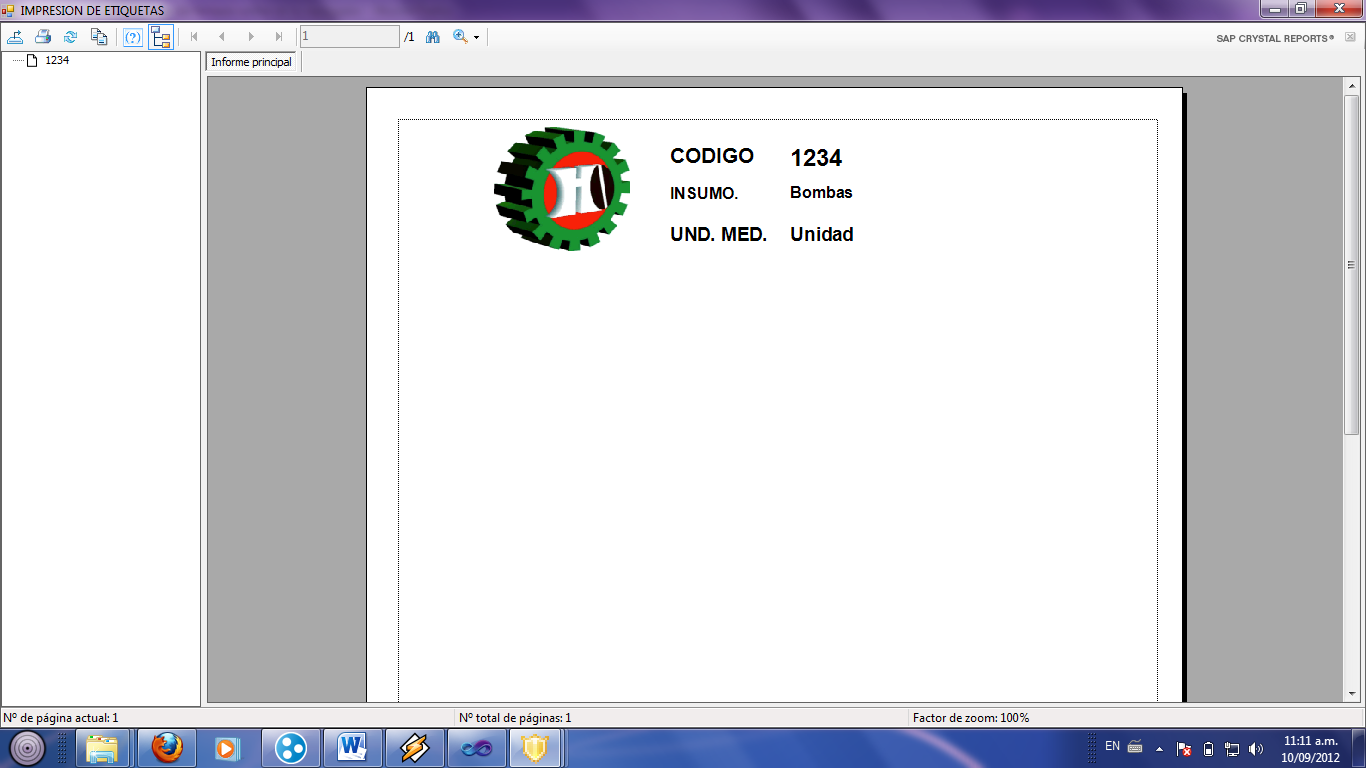 IMPRESION DE ETIQUETAS
1 /1
SAP CRYSTAL REPORTS®
1234
Informe principal
CODIGO 1234
INSUMO. Bombas
UND. MED. Unidad
Nº de página actual: 1 Nº total de páginas: 1 Factor de zoom: 100%
EN 11:11 a.m.
10/09/2012